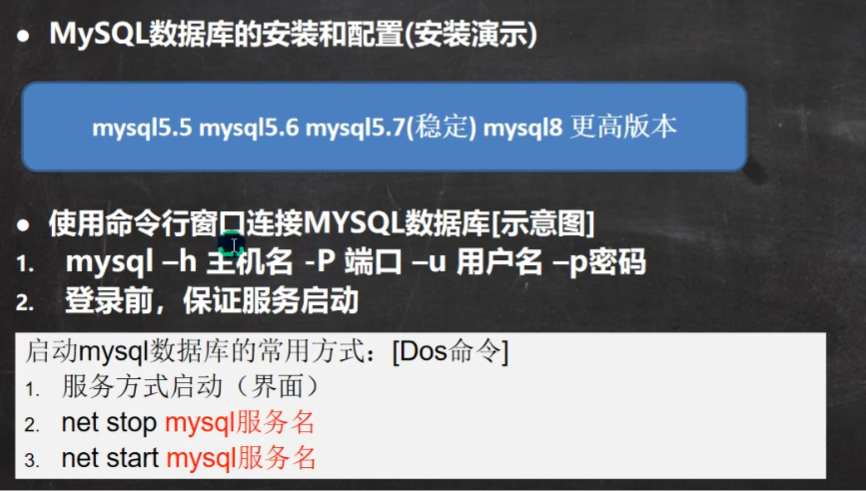 ● MySQL数据库的安装和配置(安装演示)
mysql5.5 mysql5.6 mysql5.7(稳定) mysql8 更高版本
● 使用命令行窗口连接MYSQL数据库[示意图]
1. mysql –h 主机名 -P 端口 –u 用户名 –p密码
2. 登录前，保证服务启动
启动mysql数据库的常用方式：[Dos命令]
1. 服务方式启动（界面）
2. net stop mysql服务名
3. net start mysql服务名